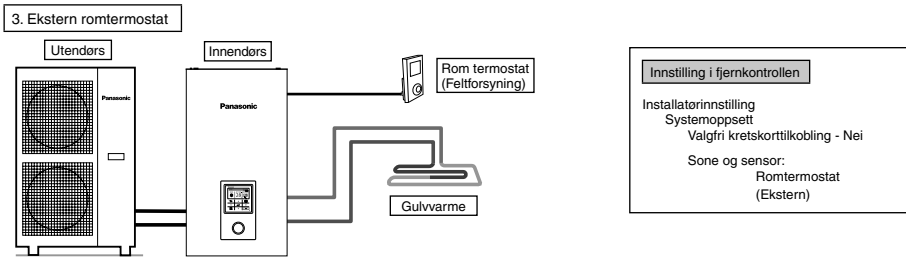 3. Ekstern romtermostat
Utendørs
Innendørs
Panasonic
Panasonic
Rom termostat
(Feltforsyning)
Gulvvarme
Innstilling i fjernkontrollen
Installatørinnstilling
Systemoppsett
Valgfri kretskorttilkobling - Nei
Sone og sensor:
Romtermostat
(Ekstern)